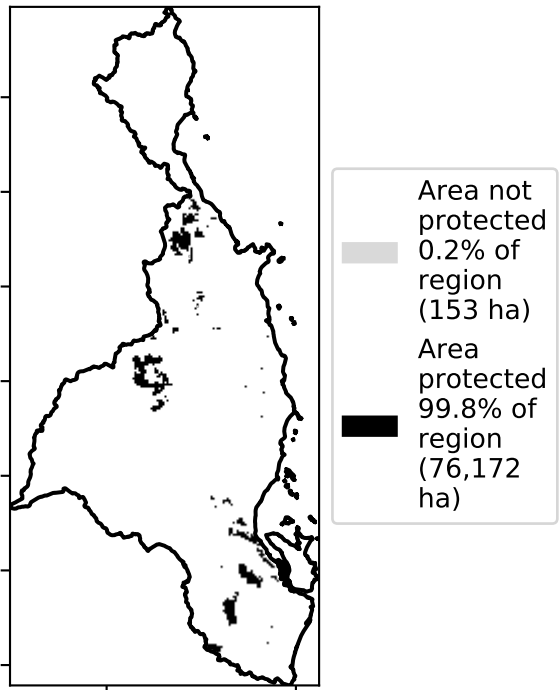 Area not
protected
0.2% of
region
(153 ha)
Area
protected
99.8% of
region
(76,172
ha)